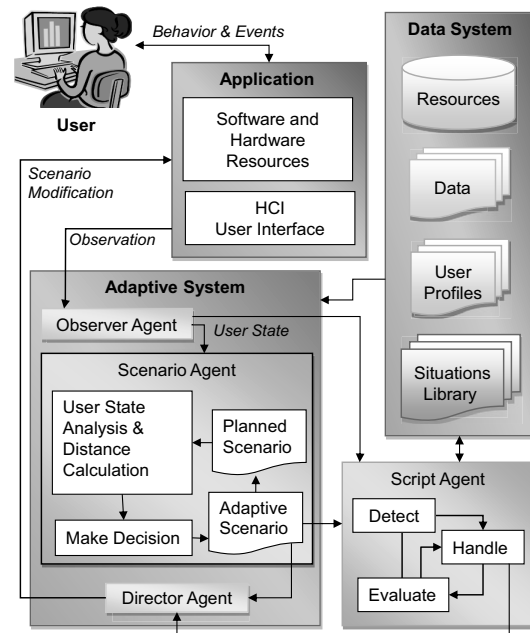 Behavior & Events
User
Application
Software and
Hardware
Resources
HCI
User Interface
Data System
Resources
Data
User
Profiles
Situations
Library
Scenario
Modification
Observation
Adaptive System
Observer Agent
User State
Scenario Agent
User State
Analysis &
Distance
Calculation
Planned
Scenario
Make Decision
Adaptive
Scenario
Director Agent
Script Agent
Detect
Handle
Evaluate